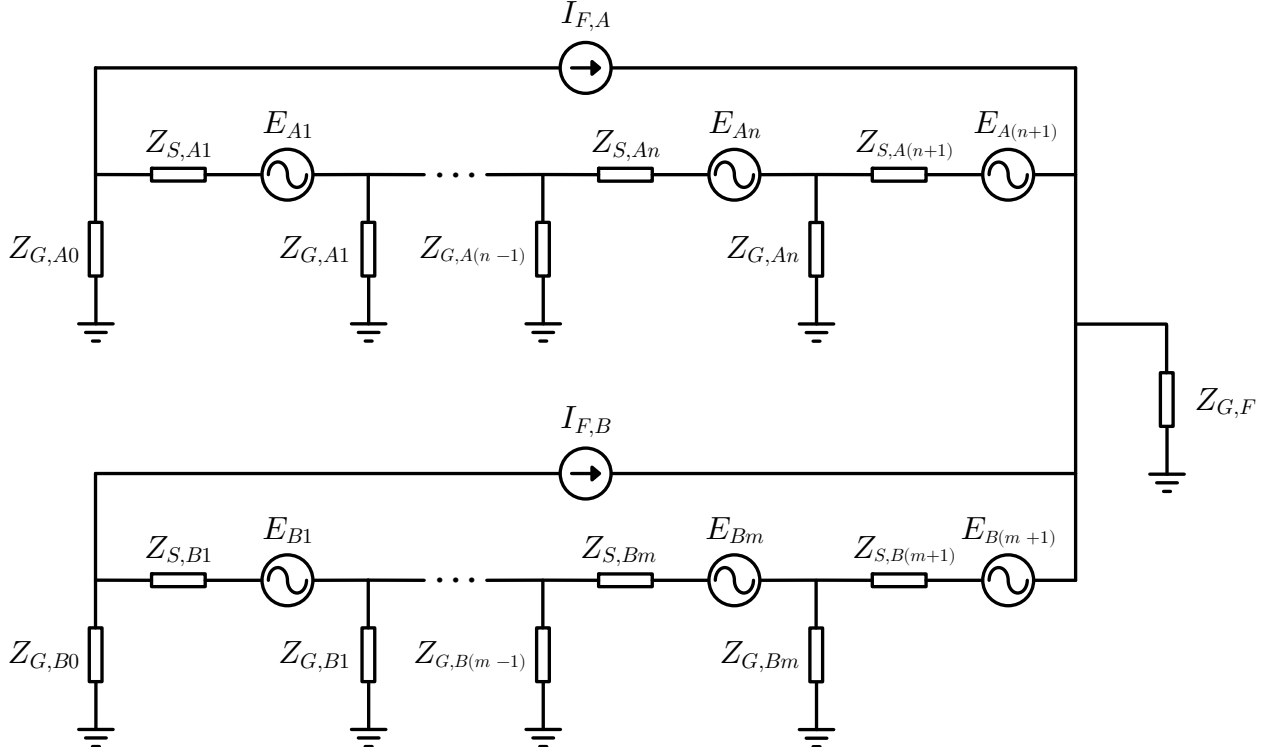 I_{F,A}
Z_{S,A1} E_{A1} Z_{S,An} E_{An} Z_{S,A(n+1)} E_{A(n+1)}
...
Z_{G,A0} Z_{G,A1} Z_{G,A(n-1)} Z_{G,An}
Z_{G,F}
I_{F,B}
Z_{S,B1} E_{B1} Z_{S,Bm} E_{Bm} Z_{S,B(m+1)} E_{B(m+1)}
...
Z_{G,B0} Z_{G,B1} Z_{G,B(m-1)} Z_{G,Bm}